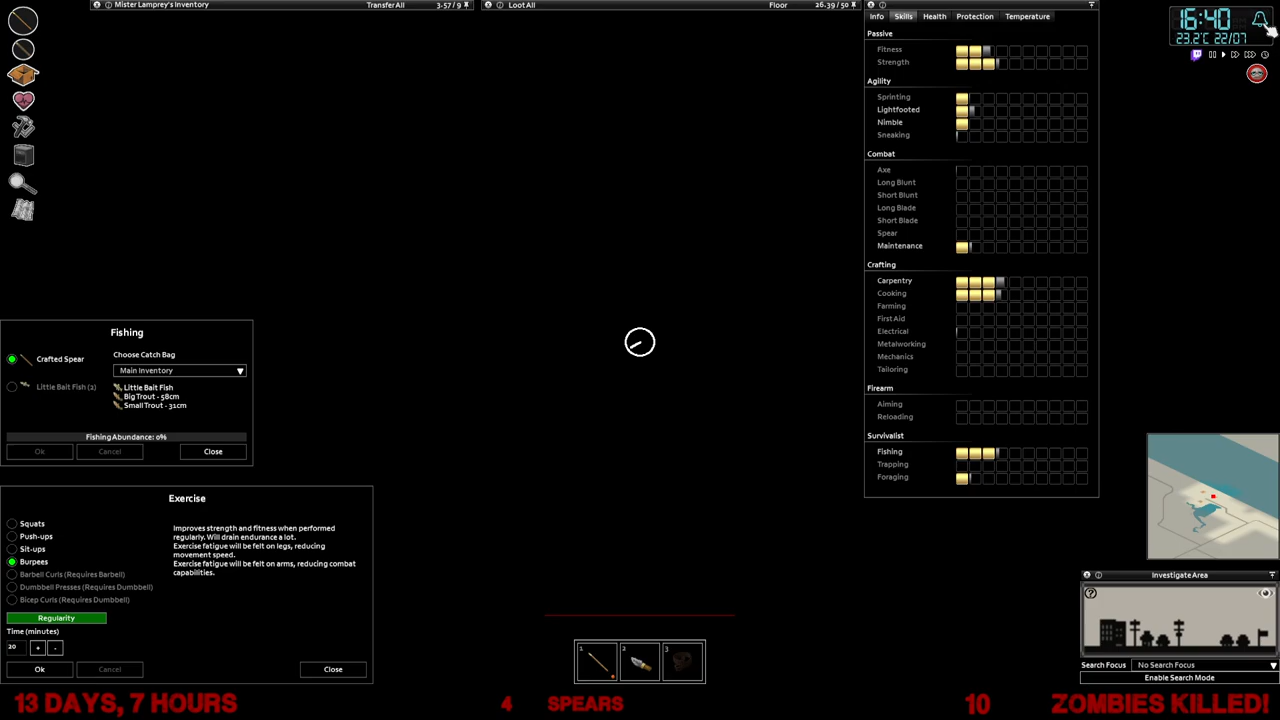 Mister Lamprey's Inventory
Transfer All
3.57 / 9
Loot All
Floor
26.39 / 50
Info
Skills
Health
Protection
Temperature
16:40
23.2°C 22/07
Passive
Fitness
Strength
Agility
Sprinting
Lightfooted
Nimble
Sneaking
Combat
Axe
Long Blunt
Short Blunt
Long Blade
Short Blade
Spear
Maintenance
Crafting
Carpentry
Cooking
Farming
First Aid
Electrical
Metalworking
Mechanics
Tailoring
Firearm
Aiming
Reloading
Survivalist
Fishing
Trapping
Foraging
Fishing
Crafted Spear
Little Bait Fish (2)
Choose Catch Bag
Main Inventory
Little Bait Fish
Big Trout - 58cm
Small Trout - 31cm
Fishing Abundance: 0%
Ok
Cancel
Close
Exercise
Squats
Push-ups
Sit-ups
Burpees
Barbell Curls (Requires Barbell)
Dumbbell Presses (Requires Dumbbell)
Bicep Curls (Requires Dumbbell)
Improves strength and fitness when performed
regularly. Will drain endurance a lot.
Exercise fatigue will be felt on legs, reducing
movement speed.
Exercise fatigue will be felt on arms, reducing combat
capabilities.
Regularity
Time (minutes)
20
+
-
Ok
Cancel
Close
1
2
3
Investigate Area
Search Focus
No Search Focus
Enable Search Mode
13 DAYS, 7 HOURS
4 SPEARS
10 ZOMBIES KILLED!